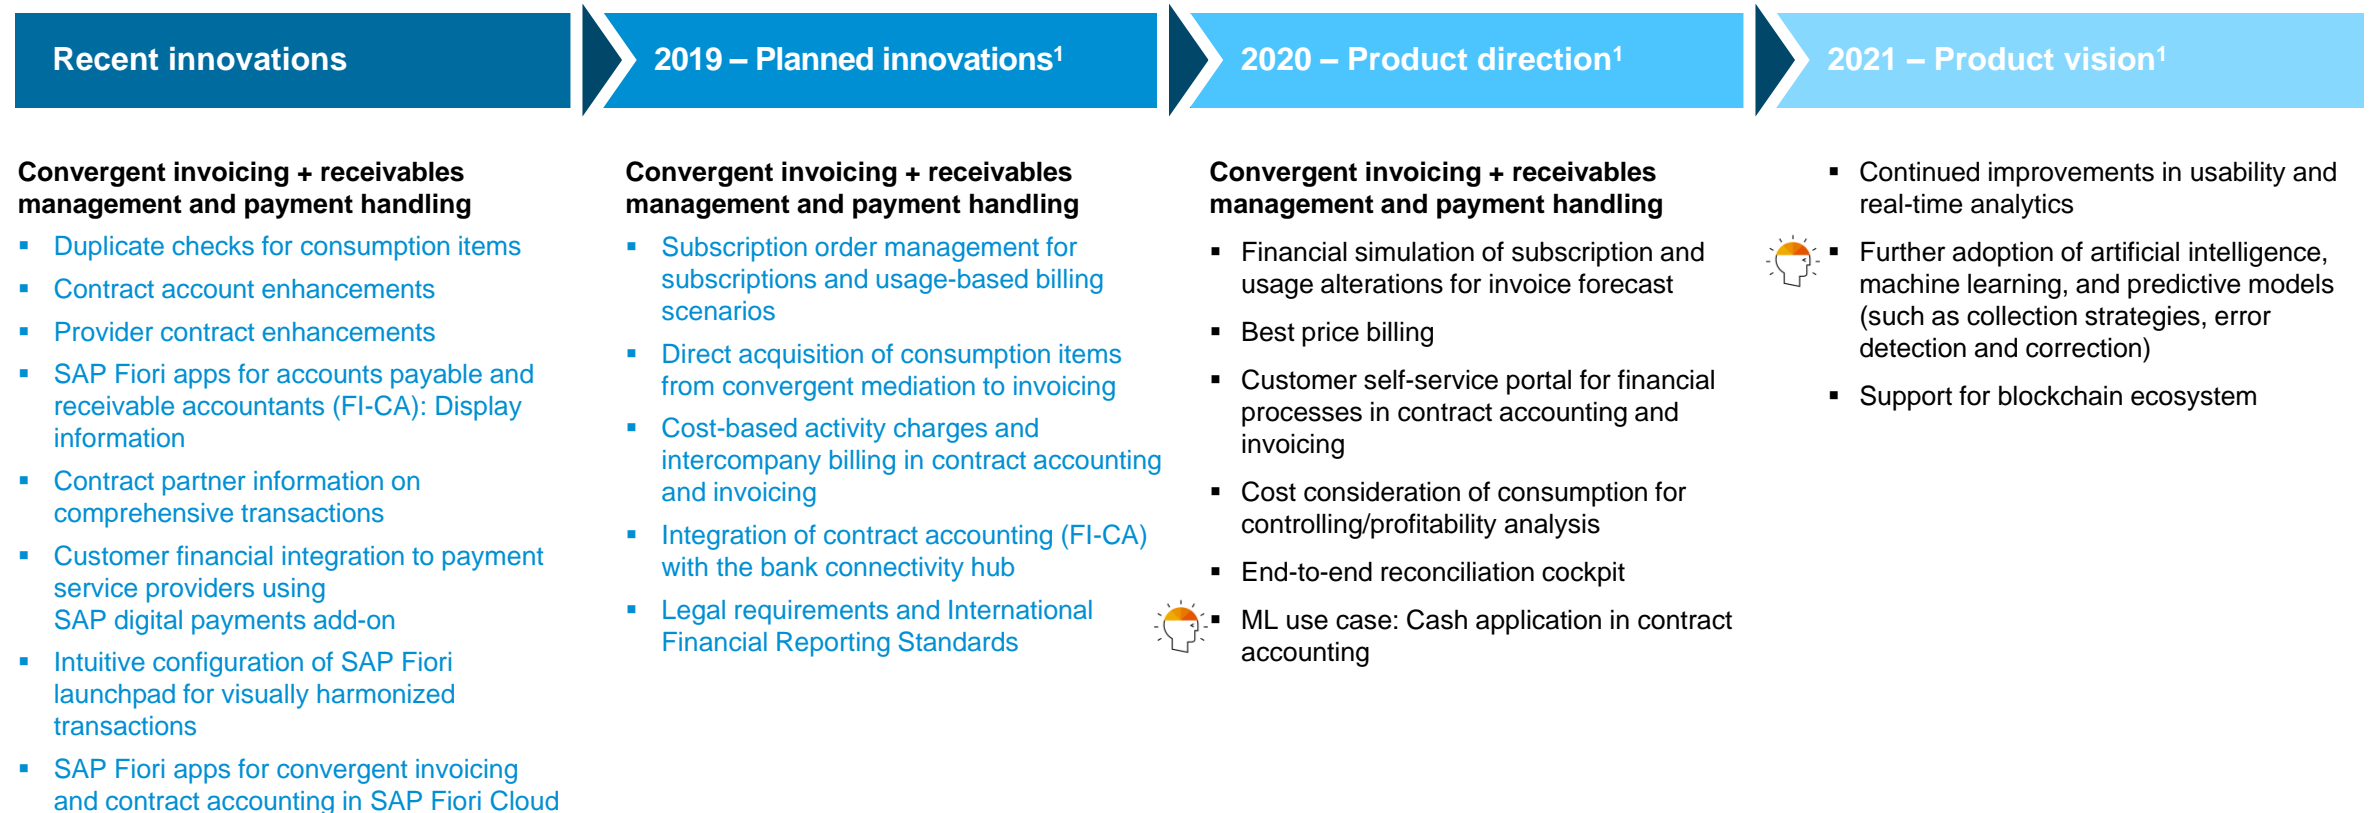 Recent innovations
2019 – Planned innovations¹
2020 – Product direction¹
2021 – Product vision¹
Convergent invoicing + receivables
management and payment handling
▪ Duplicate checks for consumption items
▪ Contract account enhancements
▪ Provider contract enhancements
▪ SAP Fiori apps for accounts payable and
receivable accountants (FI-CA): Display
information
▪ Contract partner information on
comprehensive transactions
▪ Customer financial integration to payment
service providers using
SAP digital payments add-on
▪ Intuitive configuration of SAP Fiori
launchpad for visually harmonized
transactions
▪ SAP Fiori apps for convergent invoicing
and contract accounting in SAP Fiori Cloud
Convergent invoicing + receivables
management and payment handling
▪ Subscription order management for
subscriptions and usage-based billing
scenarios
▪ Direct acquisition of consumption items
from convergent mediation to invoicing
▪ Cost-based activity charges and
intercompany billing in contract accounting
and invoicing
▪ Integration of contract accounting (FI-CA)
with the bank connectivity hub
▪ Legal requirements and International
Financial Reporting Standards
Convergent invoicing + receivables
management and payment handling
▪ Financial simulation of subscription and
usage alterations for invoice forecast
▪ Best price billing
▪ Customer self-service portal for financial
processes in contract accounting and
invoicing
▪ Cost consideration of consumption for
controlling/profitability analysis
▪ End-to-end reconciliation cockpit
▪ ML use case: Cash application in contract
accounting
▪ Continued improvements in usability and
real-time analytics
▪ Further adoption of artificial intelligence,
machine learning, and predictive models
(such as collection strategies, error
detection and correction)
▪ Support for blockchain ecosystem